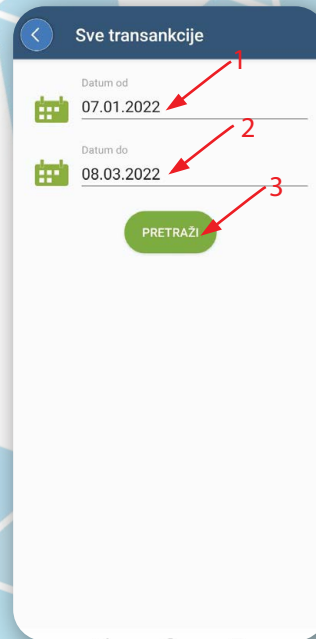 Sve transankcije
1
Datum od
07.01.2022
2
Datum do
08.03.2022
3
PRETRAŽI